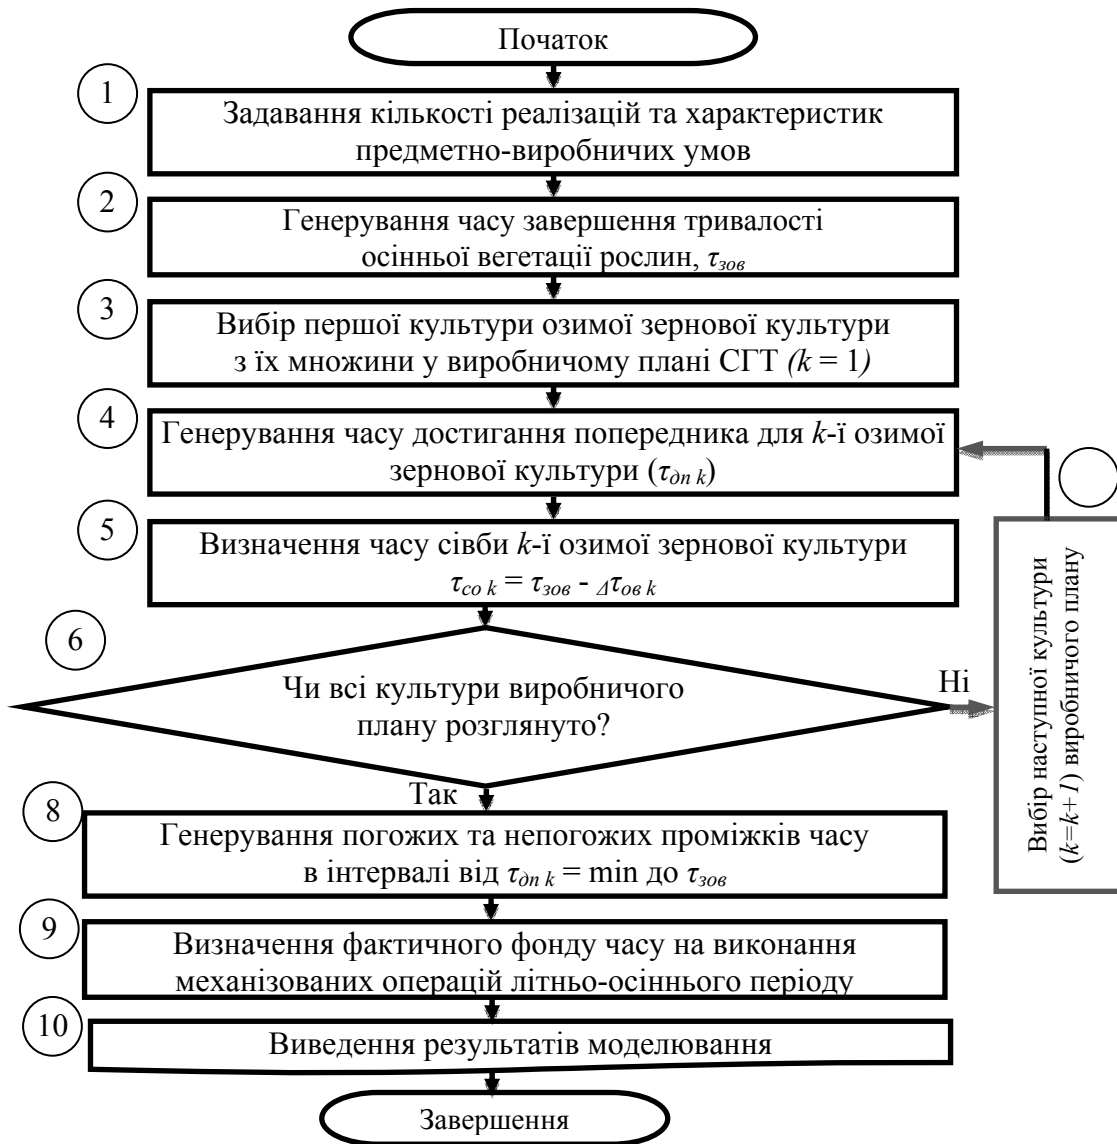 Початок
1
Задавання кількості реалізацій та характеристик
предметно-виробничих умов
2
Генерування часу завершення тривалості
осінньої вегетації рослин, τзов
3
Вибір першої культури озимої зернової культури
з їх множини у виробничому плані СГТ (k = 1)
4
Генерування часу достигання попередника для k-ї озимої
зернової культури (τдп k)
5
Визначення часу сівби k-ї озимої зернової культури
τсо k = τзов - Δτов k
6
Чи всі культури виробничого
плану розглянуто?
Ні
Вибір наступної культури
(k=k+1) виробничого плану
Так
8
Генерування погожих та непогожих проміжків часу
в інтервалі від τдп k = min до τзов
9
Визначення фактичного фонду часу на виконання
механізованих операцій літньо-осіннього періоду
10
Виведення результатів моделювання
Завершення